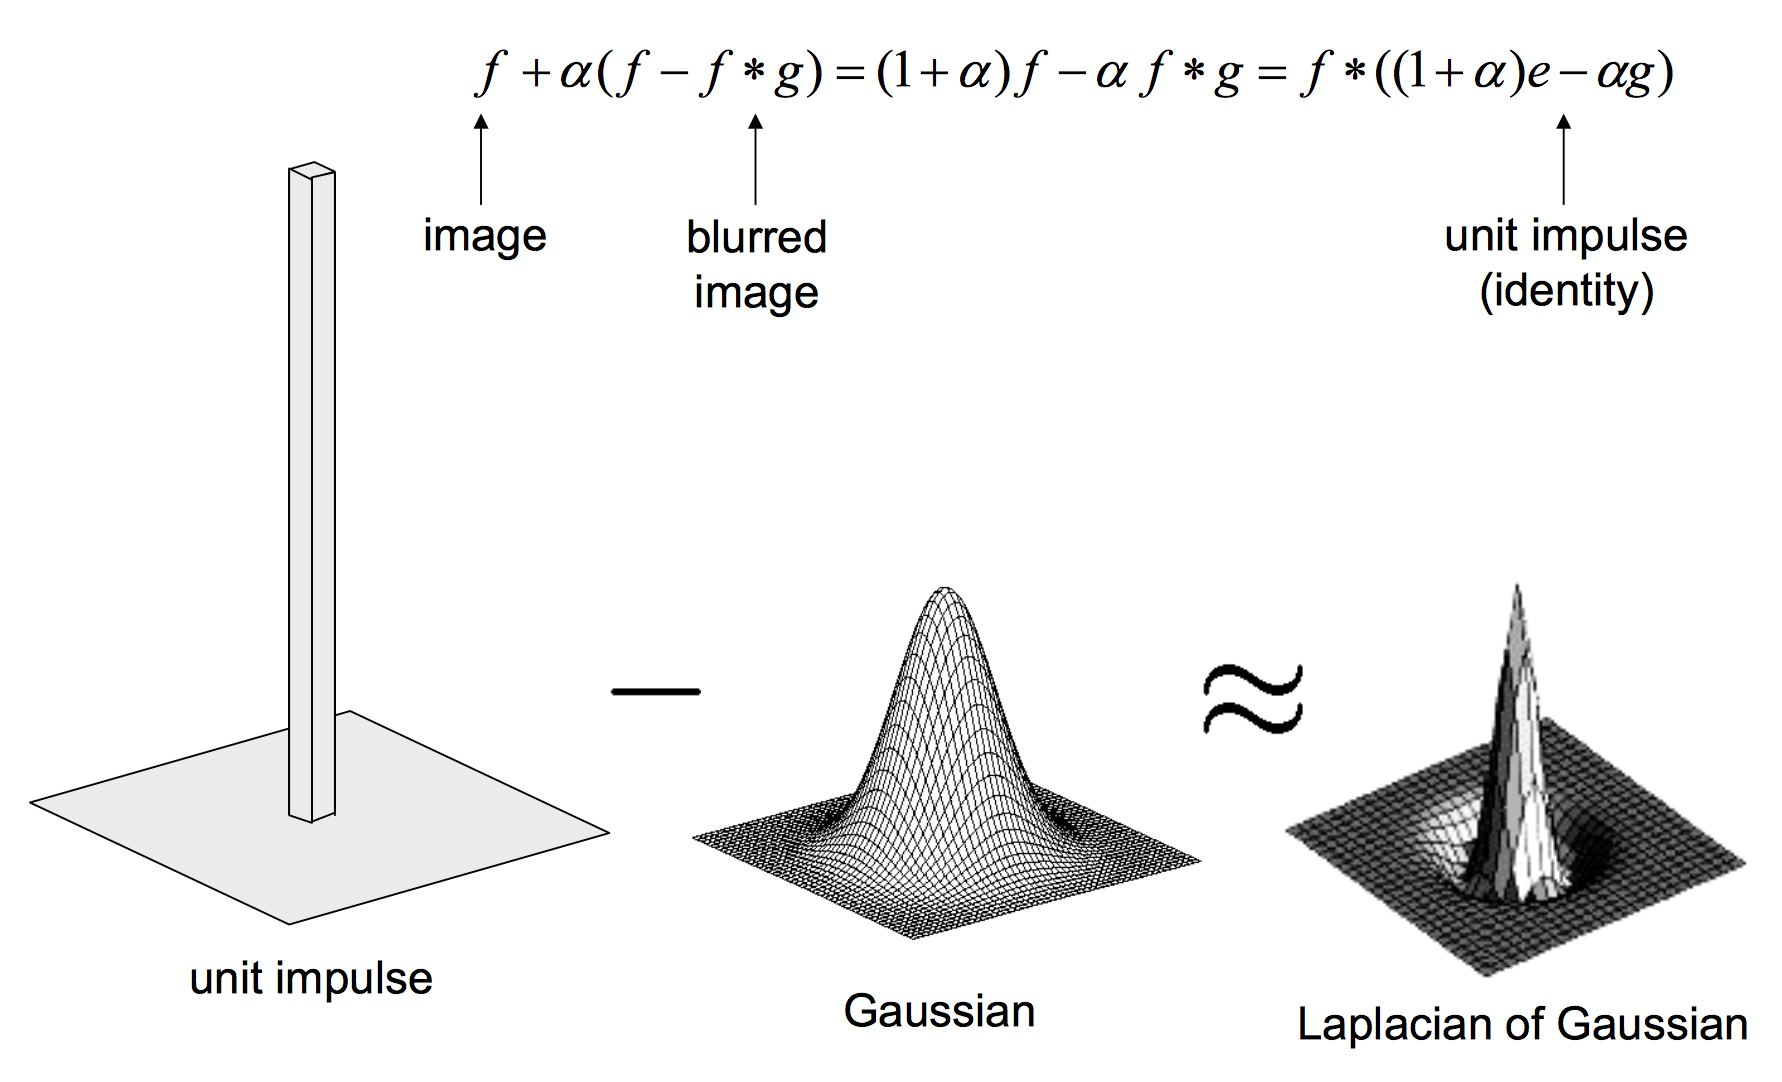 f + α(f − f * g) = (1+ α)f − α f * g = f * ((1+ α)e − αg)
image
blurred
image
unit impulse
(identity)
−
≈
unit impulse
Gaussian
Laplacian of Gaussian